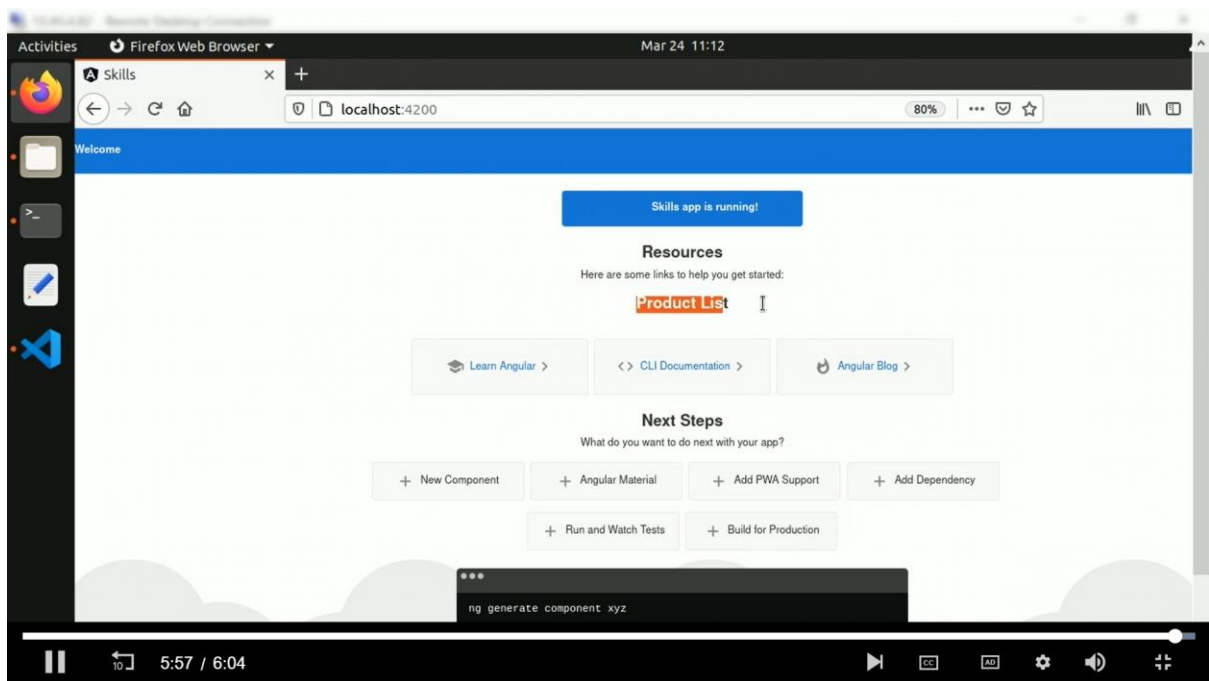 Activities Firefox Web Browser Mar 24 11:12
Skills
localhost:4200 80%
Welcome
Skills app is running!
Resources
Here are some links to help you get started:
Product List
Learn Angular CLI Documentation Angular Blog
Next Steps
What do you want to do next with your app?
New Component Angular Material Add PWA Support Add Dependency
Run and Watch Tests Build for Production
ng generate component xyz
10 5:57 / 6:04 CC AD